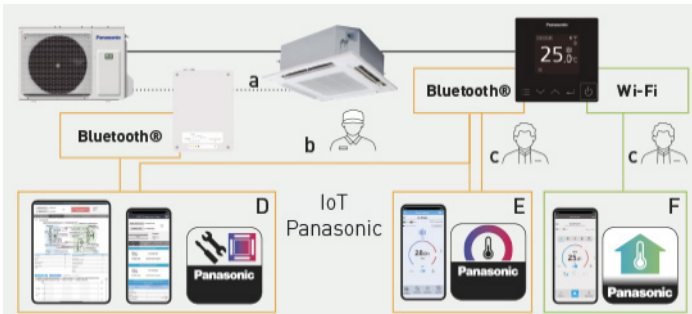 Panasonic
Panasonic
25.0°C
a
Bluetooth®
Wi-Fi
Bluetooth®
b
c
c
D
IoT
Panasonic
E
F
Panasonic
Panasonic
Panasonic